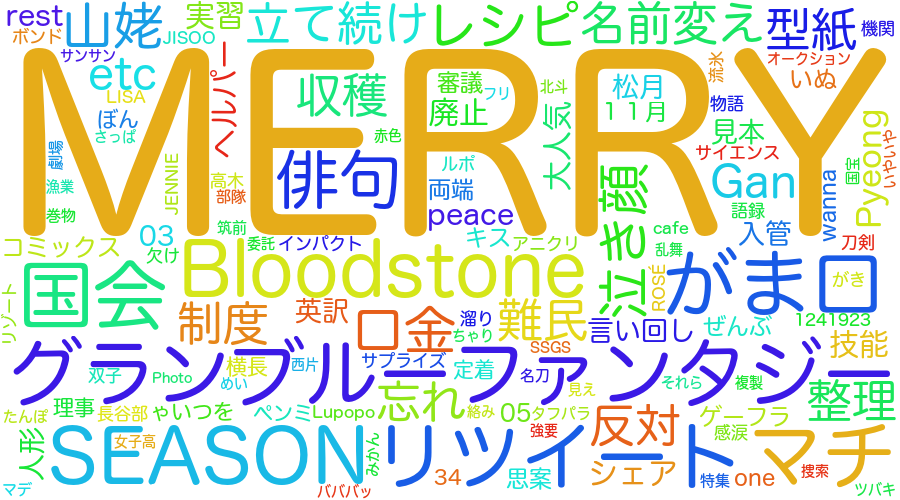 rest
山姥
実習
立て続け
レシピ
名前変え
型紙
機関
ボンド
JISOO
サンサン
etc
ヘルパー
MERRY
収穫
審議
フリ
北斗
流氷
オークション
いぬ
LISA
ぼん
さっぱ
廃止
大人気
松月
11月
物語
赤色
見本
サイエンス
Pyeong
劇場
漁業
巻物
JENNIE
高木
部隊
俳句
ルポ
両端
泣き顔
Gan
wanna
国宝
いやいや
語録
筑前
peace
キス
アニクリ
cafe
乱舞
入管
刀剣
コミックス
03
欠け
委託
インパクト
Bloodstone
ROSÉ
がま口
がき
リゾート
国会
制度
英訳
口金
溜り
ちゃり
難民
言い回し
ぜんぶ
1241923
技能
グランブルーファンタジー
双子
Photo
横長
めい
西片
サプライズ
定着
SSGS
名刀
見え
それら
複製
整理
たんぽ
理事
長谷部
ゃいつを
ペンミ
Lupopo
忘れ
絡み
05
タフパラ
反対
ゲーフラ
感涙
人形
マデ
SEASON
女子高
みかん
リツイート
強要
マチ
バババッ
34
思案
シェア
特集
one
捜索
ツバキ